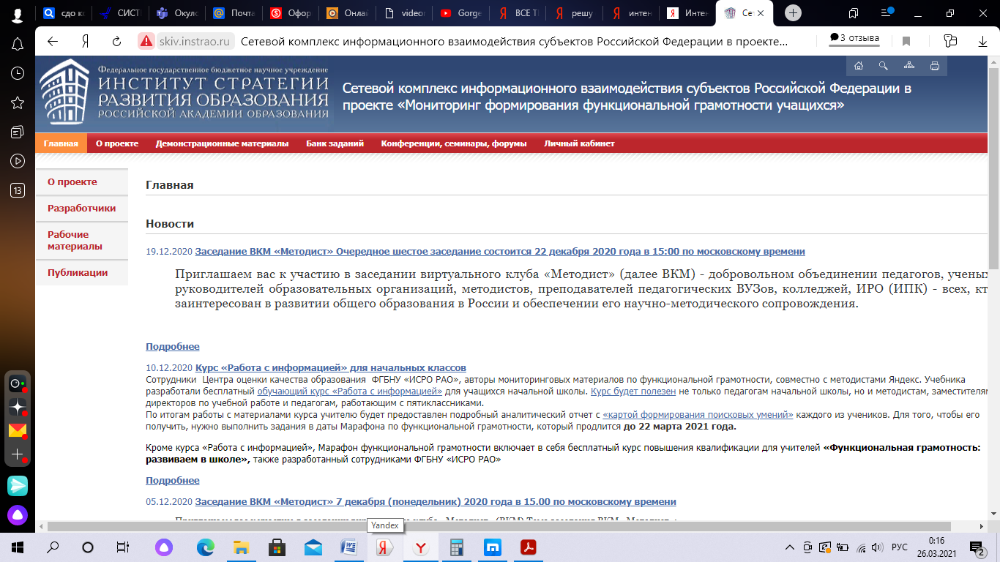 сдо ко
СИСТ
Окуло
Почта
Офор
Онлай
videor
Gorge
ВСЕ Т
решу
интен
Инте
Се
skiv.instrao.ru Сетевой комплекс информационного взаимодействия субъектов Российской Федерации в проекте...
3 отзыва
Федеральное государственное бюджетное научное учреждение
ИНСТИТУТ СТРАТЕГИИ
РАЗВИТИЯ ОБРАЗОВАНИЯ
РОССИЙСКОЙ АКАДЕМИИ ОБРАЗОВАНИЯ
Сетевой комплекс информационного взаимодействия субъектов Российской Федерации в
проекте «Мониторинг формирования функциональной грамотности учащихся»
Главная О проекте Демонстрационные материалы Банк заданий Конференции, семинары, форумы Личный кабинет
13
О проекте
Разработчики
Рабочие
материалы
Публикации
Главная
Новости
19.12.2020 Заседание ВКМ «Методист» Очередное шестое заседание состоится 22 декабря 2020 года в 15:00 по московскому времени
Приглашаем вас к участию в заседании виртуального клуба «Методист» (далее ВКМ) - добровольном объединении педагогов, ученых
руководителей образовательных организаций, методистов, преподавателей педагогических ВУЗов, колледжей, ИРО (ИПК) - всех, кт
заинтересован в развитии общего образования в России и обеспечении его научно-методического сопровождения.
Подробнее
10.12.2020 Курс «Работа с информацией» для начальных классов
Сотрудники Центра оценки качества образования ФГБНУ «ИСРО РАО», авторы мониторинговых материалов по функциональной грамотности, совместно с методистами Яндекс. Учебника
разработали бесплатный обучающий курс «Работа с информацией» для учащихся начальной школы. Курс будет полезен не только педагогам начальной школы, но и методистам, заместителям
директоров по учебной работе и педагогам, работающим с пятиклассниками.
По итогам работы с материалами курса учителю будет предоставлен подробный аналитический отчет с «картой формирования поисковых умений» каждого из учеников. Для того, чтобы его
получить, нужно выполнить задания в даты Марафона по функциональной грамотности, который продлится до 22 марта 2021 года.
Кроме курса «Работа с информацией», Марафон функциональной грамотности включает в себя бесплатный курс повышения квалификации для учителей «Функциональная грамотность:
развиваем в школе», также разработанный сотрудниками ФГБНУ «ИСРО РАО»
Подробнее
05.12.2020 Заседание ВКМ «Методист» 7 декабря (понедельник) 2020 года в 15.00 по московскому времени
Yandex
РУС
0:16
26.03.2021
2